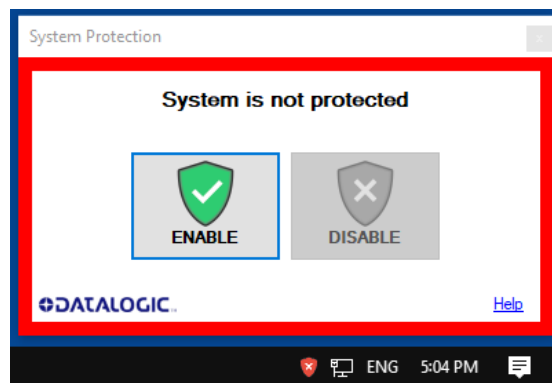 System Protection
System is not protected
ENABLE
DISABLE
DATALOGIC
Help
ENG 5:04 PM